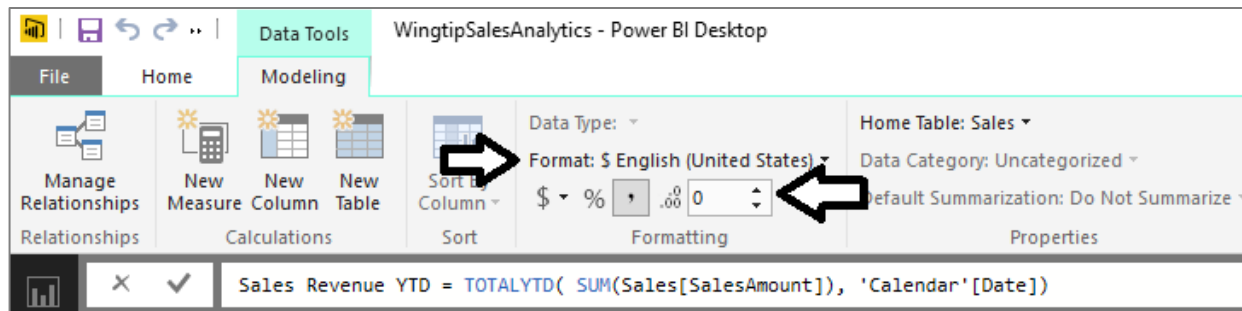 Data Tools WingtipSalesAnalytics - Power BI Desktop
File Home Modeling
Data Type: Home Table: Sales
Format: $ English (United States) Data Category: Uncategorized
Manage Relationships New Measure New Column New Table Sort By Column $ % , .00 0 Default Summarization: Do Not Summarize
Relationships Calculations Sort Formatting Properties
Sales Revenue YTD = TOTALYTD( SUM(Sales[SalesAmount]), 'Calendar'[Date])